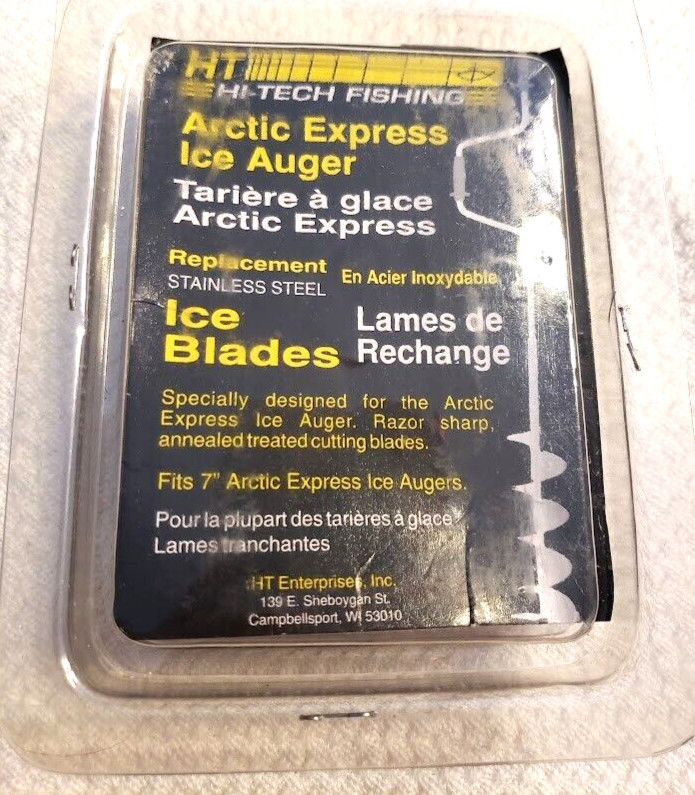 HT
HI-TECH FISHING
Arctic Express
Ice Auger
Tarière à glace
Arctic Express
Replacement
STAINLESS STEEL
En Acier Inoxydable
Ice
Blades
Lames de
Rechange
Specially designed for the Arctic
Express Ice Auger. Razor sharp,
annealed treated cutting blades.
Fits 7" Arctic Express Ice Augers.
Pour la plupart des tarières à glace
Lames tranchantes
HT Enterprises, Inc.
139 E. Sheboygan St.
Campbellsport, WI 53010